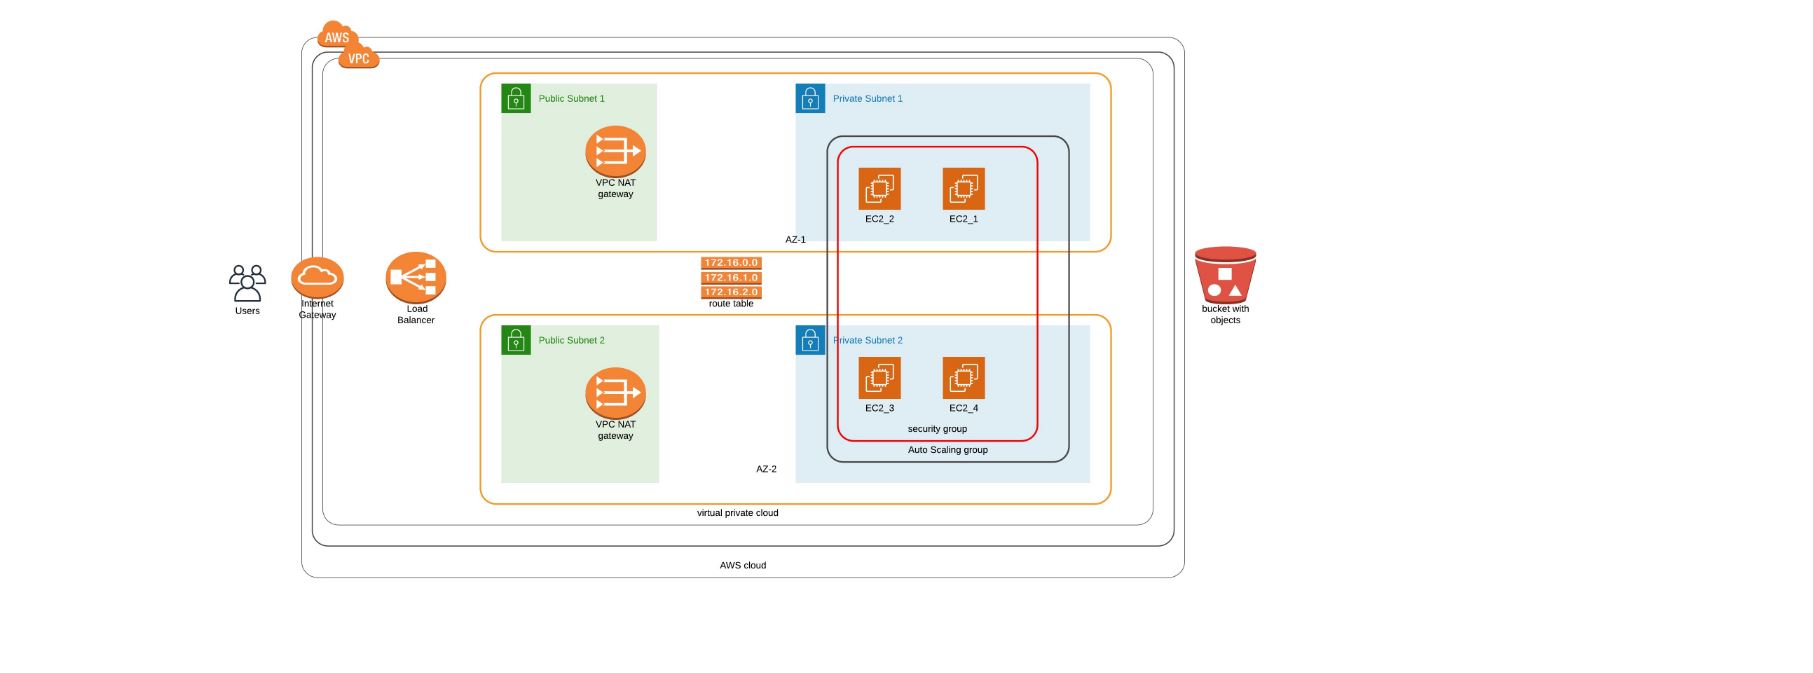 AWS
VPC
Public Subnet 1
VPC NAT
gateway
Private Subnet 1
EC2_2
EC2_1
AZ-1
Users
Internet
Gateway
Load
Balancer
172.16.0.0
172.16.1.0
172.16.2.0
route table
bucket with
objects
Public Subnet 2
VPC NAT
gateway
Private Subnet 2
EC2_3
EC2_4
security group
Auto Scaling group
AZ-2
virtual private cloud
AWS cloud